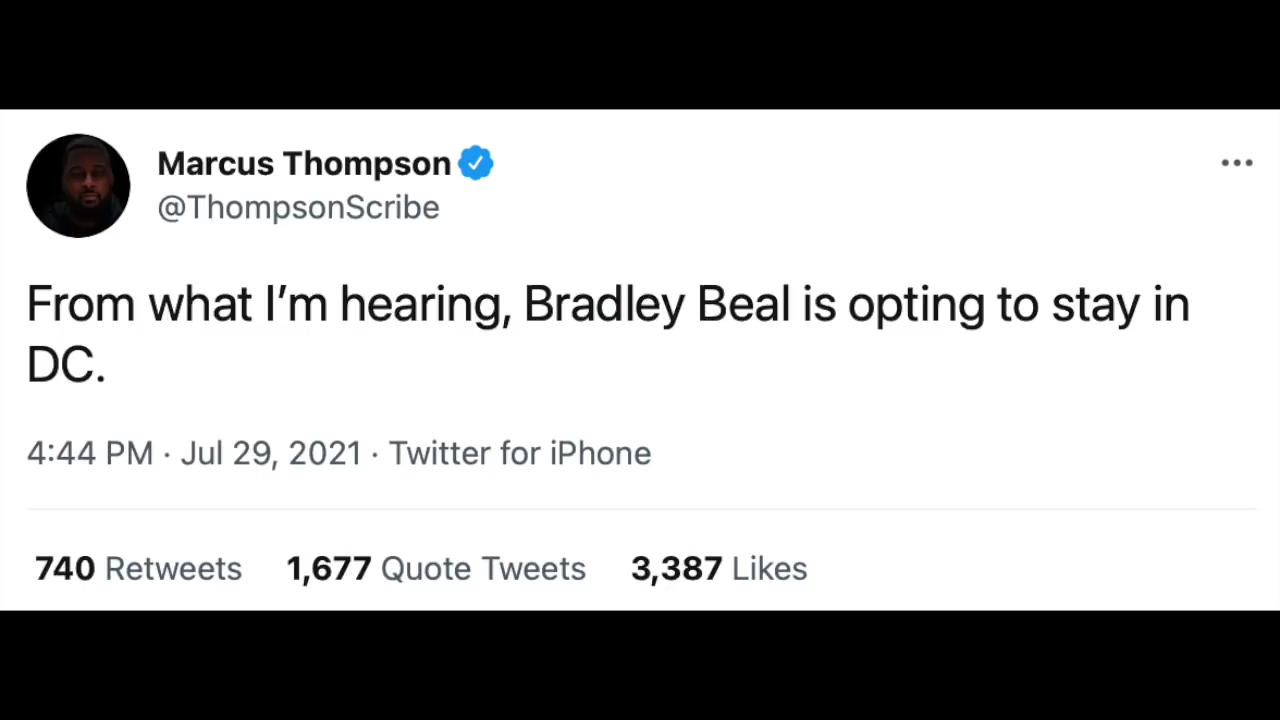 Marcus Thompson
@ThompsonScribe
From what I’m hearing, Bradley Beal is opting to stay in
DC.
4:44 PM · Jul 29, 2021 · Twitter for iPhone
740 Retweets 1,677 Quote Tweets 3,387 Likes